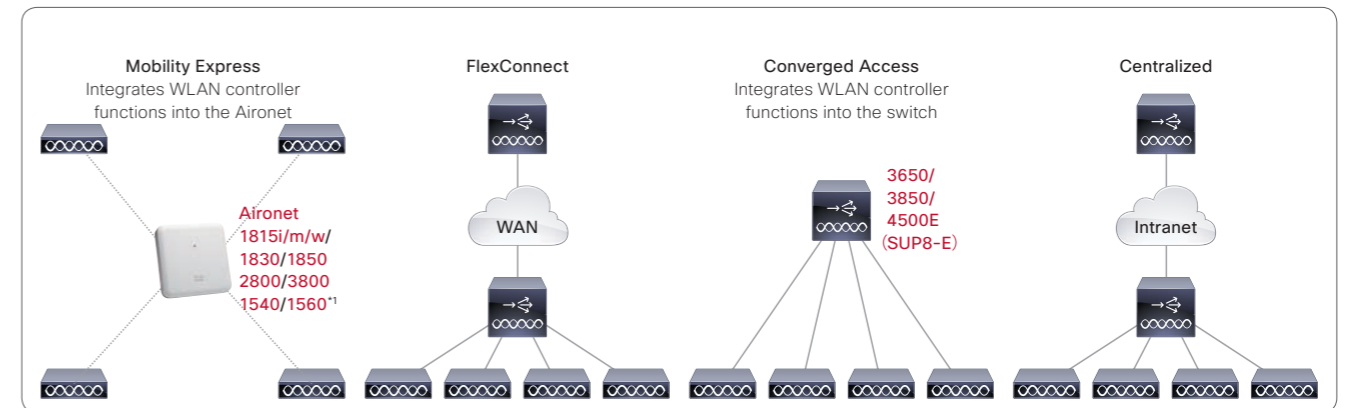 Mobility Express
Integrates WLAN controller
functions into the Aironet
Aironet
1815i/m/w/
1830/1850
2800/3800
1540/1560*1
FlexConnect
WAN
Converged Access
Integrates WLAN controller
functions into the switch
3650/
3850/
4500E
(SUP8-E)
Centralized
Intranet